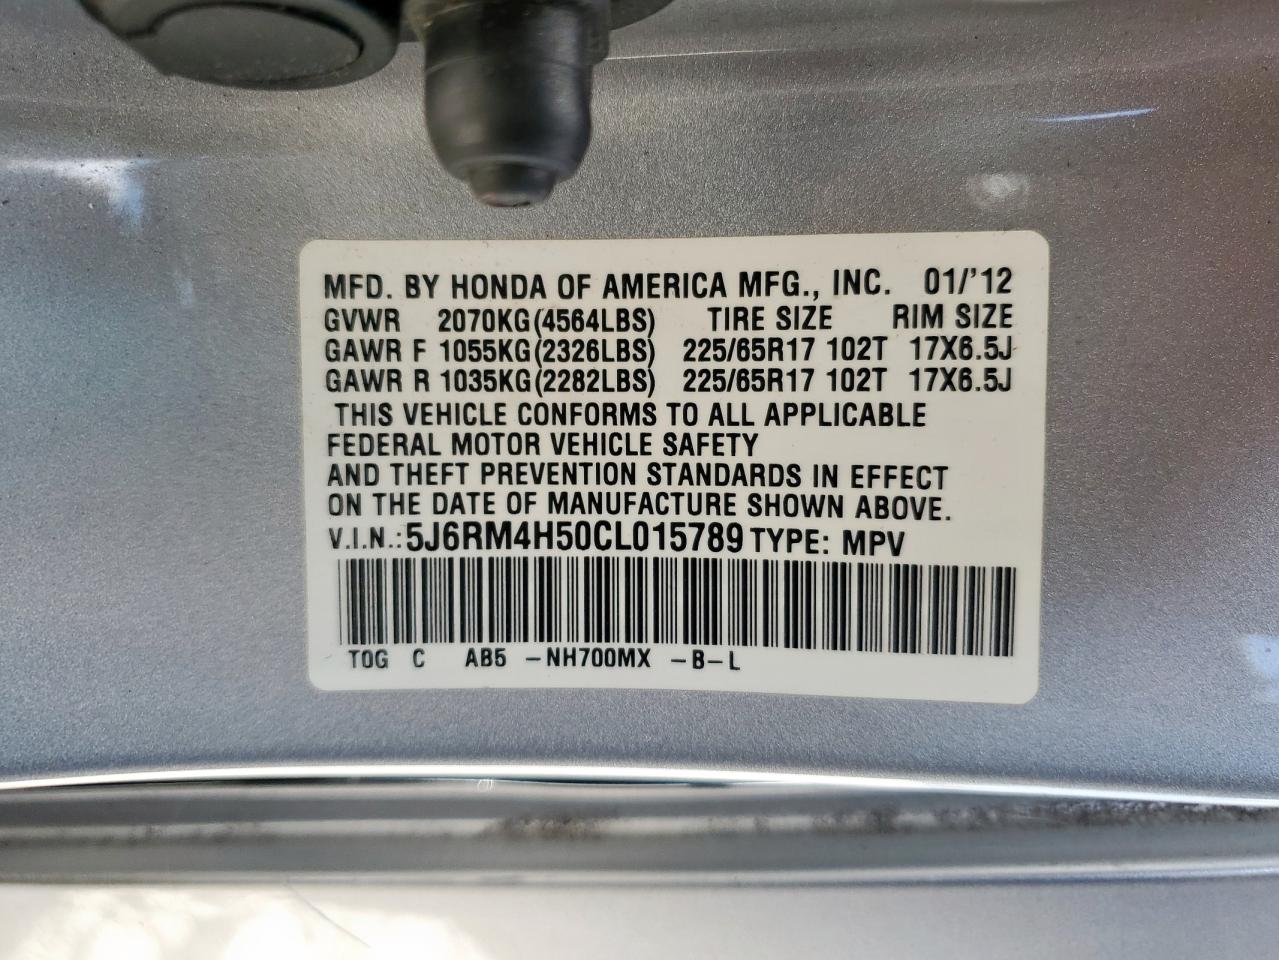 MFD. BY HONDA OF AMERICA MFG., INC. 01/'12
GVWR 2070KG(4564LBS) TIRE SIZE RIM SIZE
GAWR F 1055KG(2326LBS) 225/65R17 102T 17X6.5J
GAWR R 1035KG(2282LBS) 225/65R17 102T 17X6.5J
THIS VEHICLE CONFORMS TO ALL APPLICABLE
FEDERAL MOTOR VEHICLE SAFETY
AND THEFT PREVENTION STANDARDS IN EFFECT
ON THE DATE OF MANUFACTURE SHOWN ABOVE.
V.I.N.:5J6RM4H50CL015789 TYPE: MPV
TOG C AB5 -NH700MX -B-L